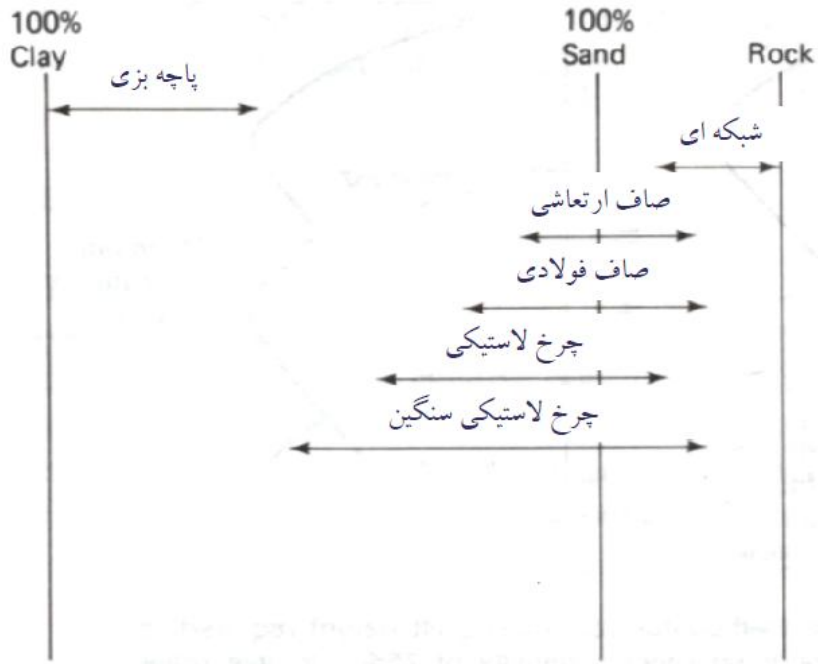 100%
Clay
100%
Sand
Rock
پاچه بزی
شبکه ای
صاف ارتعاشی
صاف فولادی
چرخ لاستیکی
چرخ لاستیکی سنگین